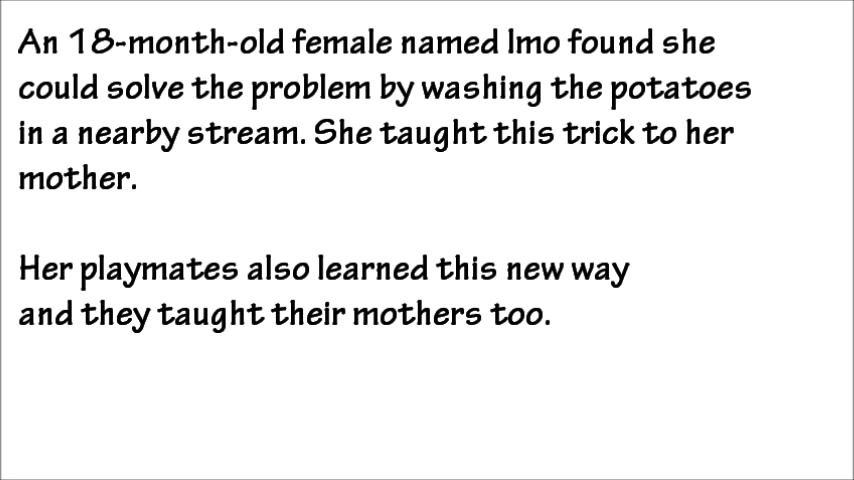 An 18-month-old female named Imo found she
could solve the problem by washing the potatoes
in a nearby stream. She taught this trick to her
mother.
Her playmates also learned this new way
and they taught their mothers too.